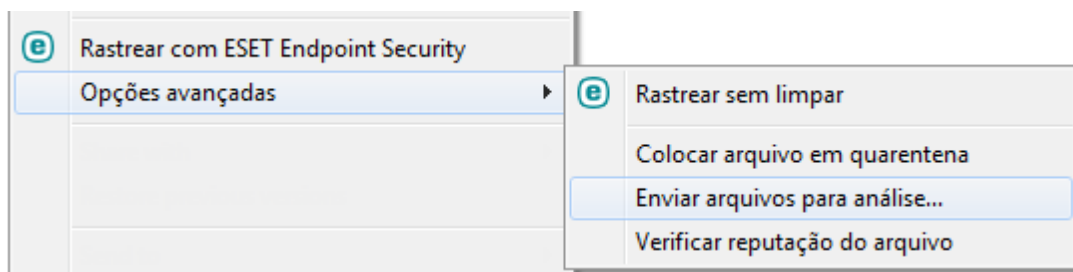 Rastrear com ESET Endpoint Security
Opções avançadas
Rastrear sem limpar
Colocar arquivo em quarentena
Enviar arquivos para análise...
Verificar reputação do arquivo